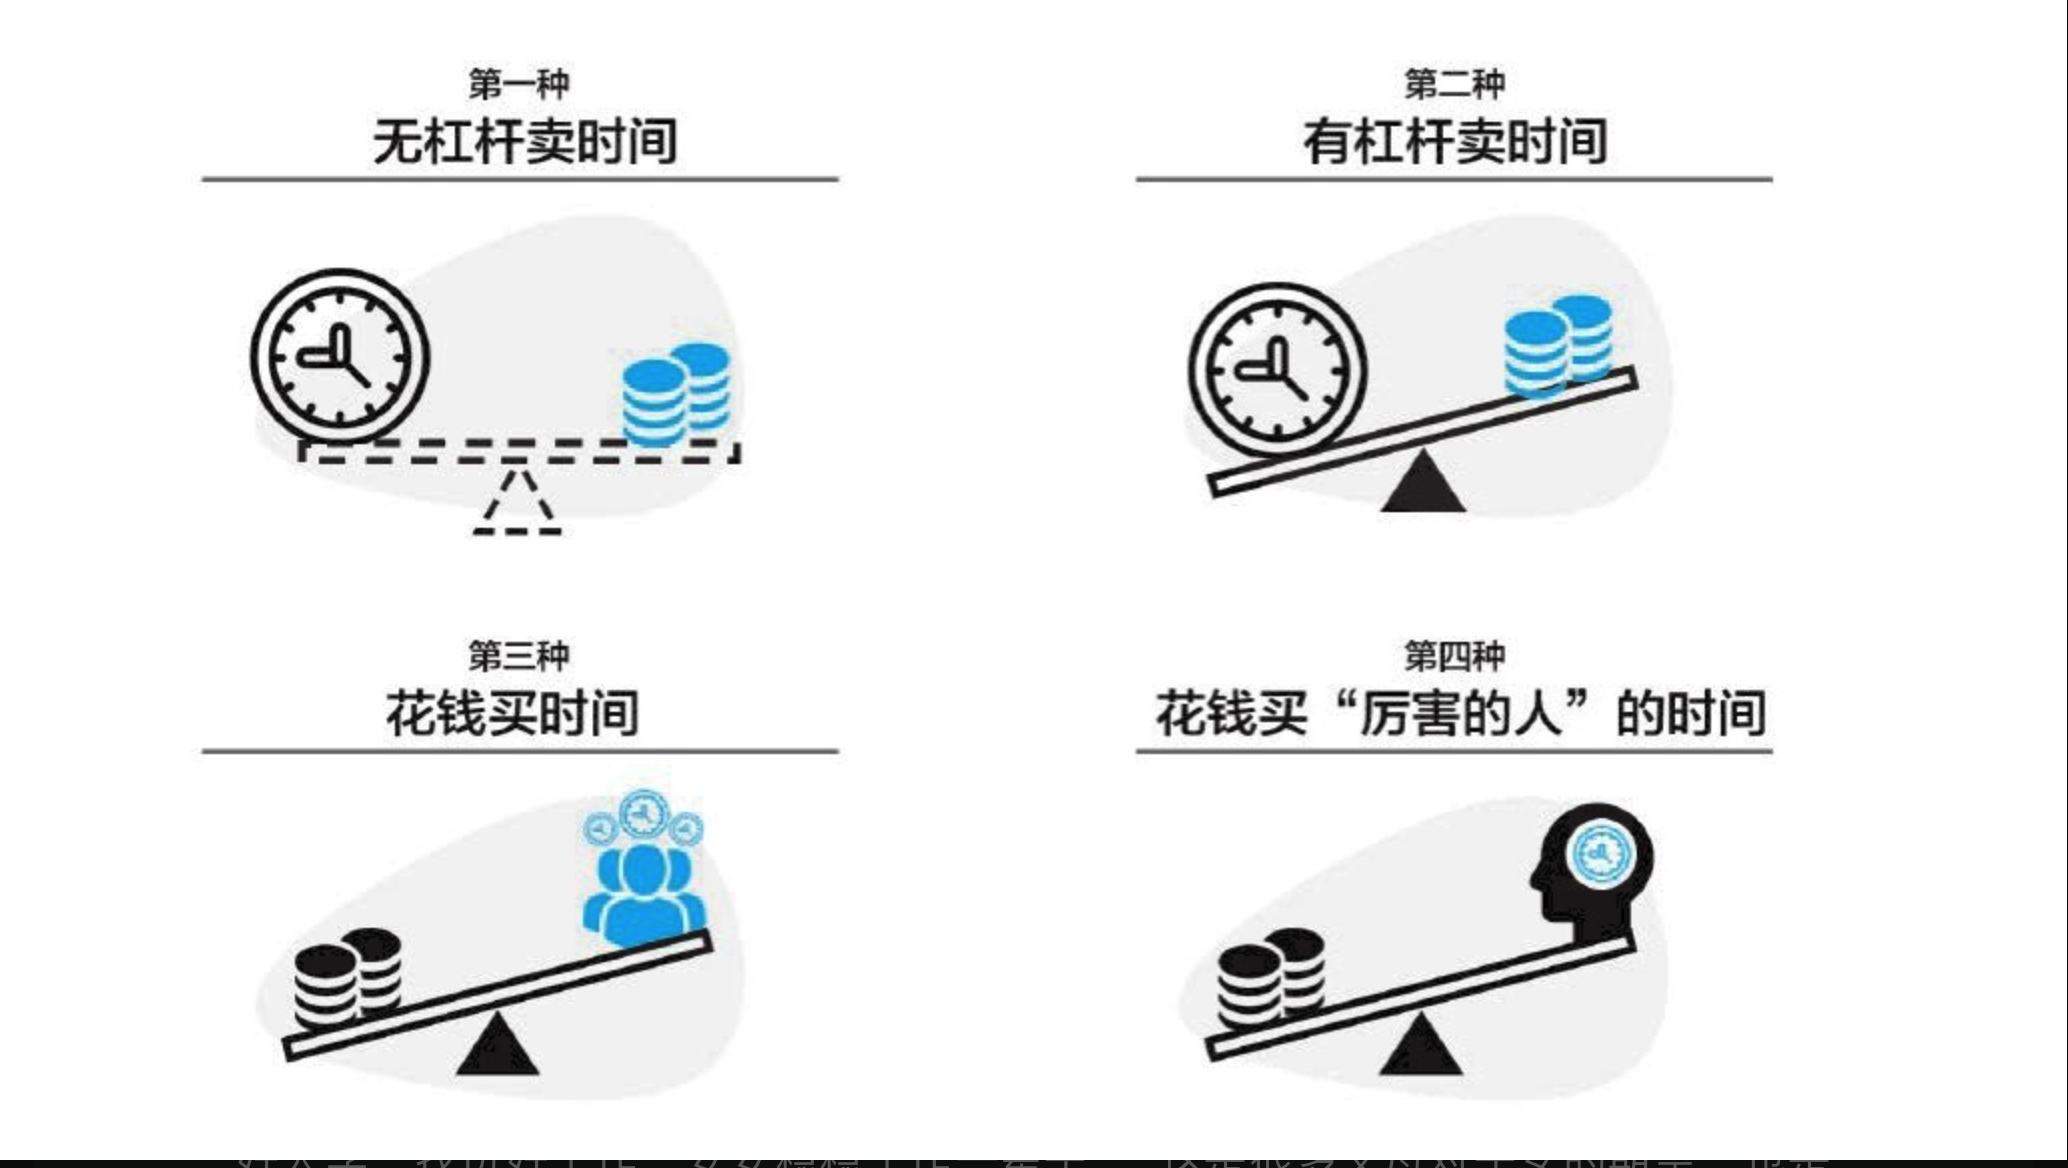 第一种
无杠杆卖时间
第二种
有杠杆卖时间
第三种
花钱买时间
第四种
花钱买“厉害的人”的时间